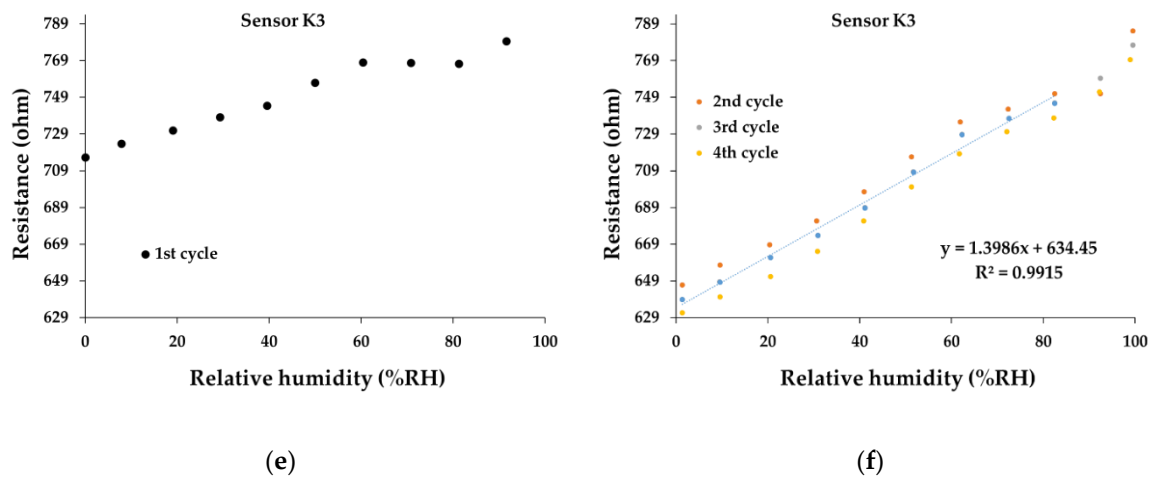 Sensor K3
Resistance (ohm)
789
769
749
729
709
689
669
649
629
1st cycle
0 20 40 60 80 100
Relative humidity (%RH)
(e)
Sensor K3
Resistance (ohm)
789
769
749
729
709
689
669
649
629
2nd cycle
3rd cycle
4th cycle
y = 1.3986x + 634.45
R² = 0.9915
0 20 40 60 80 100
Relative humidity (%RH)
(f)